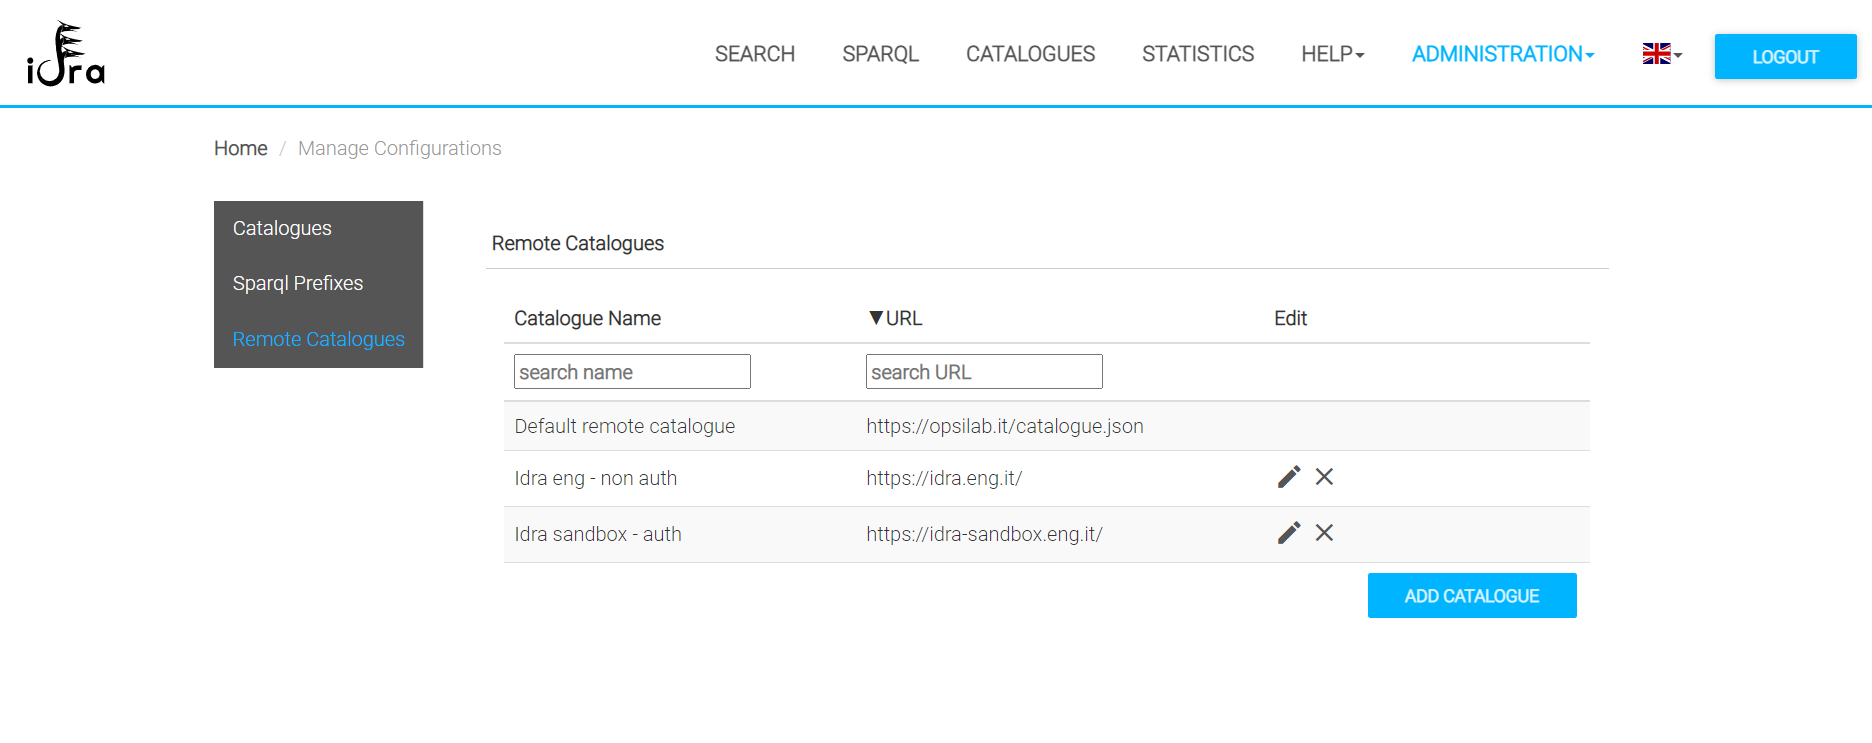 idra
SEARCH SPARQL CATALOGUES STATISTICS HELP ADMINISTRATION LOGOUT
Home / Manage Configurations
Catalogues
Sparql Prefixes
Remote Catalogues
Remote Catalogues
Catalogue Name ▼URL Edit
search name search URL
Default remote catalogue https://opsilab.it/catalogue.json
Idra eng - non auth https://idra.eng.it/
Idra sandbox - auth https://idra-sandbox.eng.it/
ADD CATALOGUE